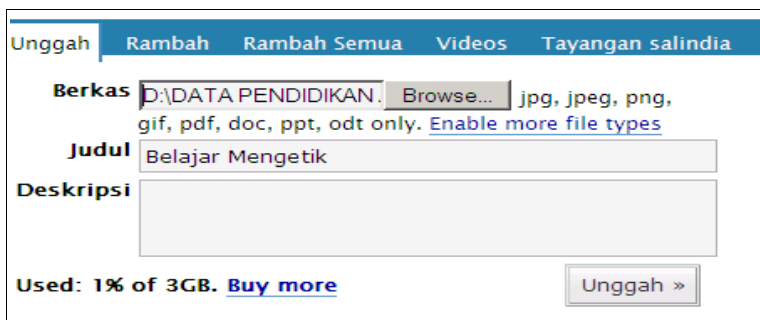 Unggah Rambah Rambah Semua Videos Tayangan salindia
Berkas D:\DATA PENDIDIKAN. Browse... jpg, jpeg, png,
gif, pdf, doc, ppt, odt only. Enable more file types
Judul Belajar Mengetik
Deskripsi
Used: 1% of 3GB. Buy more Unggah »